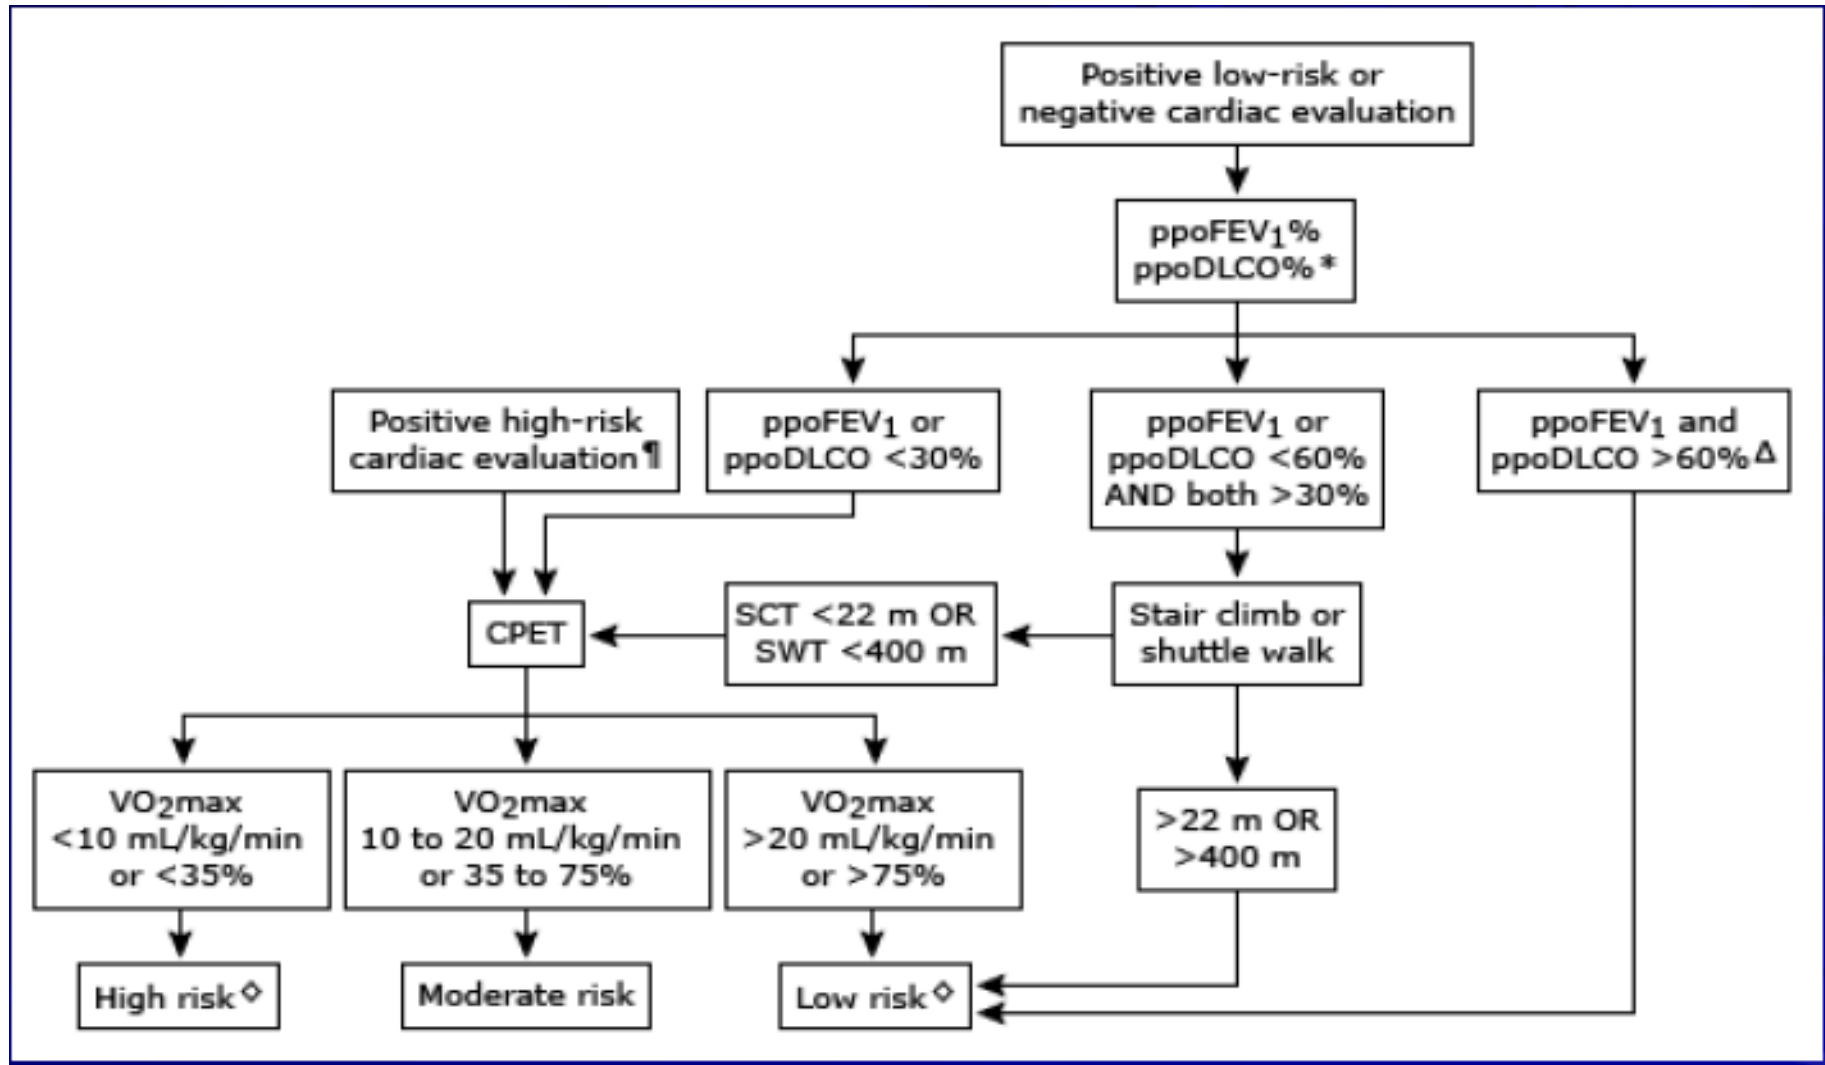 Positive low-risk or
negative cardiac evaluation
ppoFEV₁%
ppoDLCO%*
Positive high-risk
cardiac evaluation¶
ppoFEV₁ or
ppoDLCO <30%
ppoFEV₁ or
ppoDLCO <60%
AND both >30%
ppoFEV₁ and
ppoDLCO >60%Δ
CPET
SCT <22 m OR
SWT <400 m
Stair climb or
shuttle walk
VO₂max
<10 mL/kg/min
or <35%
VO₂max
10 to 20 mL/kg/min
or 35 to 75%
VO₂max
>20 mL/kg/min
or >75%
>22 m OR
>400 m
High risk◇
Moderate risk
Low risk◇